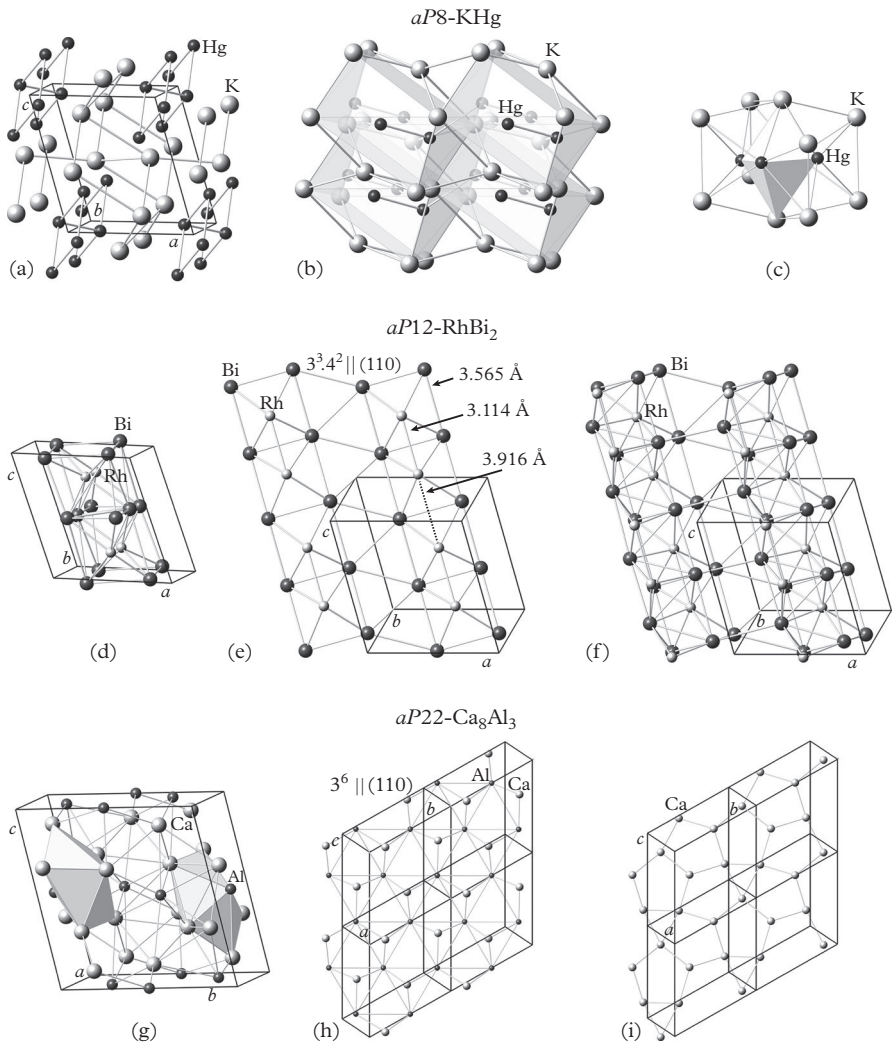 aP8-KHg
Hg
K
c
b
a
(a)
K
Hg
(b)
K
Hg
(c)
aP12-RhBi₂
Bi
Rh
c
b
a
(d)
Bi
3³.4² || (110)
Rh
3.565 Å
3.114 Å
3.916 Å
c
b
a
(e)
Bi
Rh
c
b
a
(f)
aP22-Ca₈Al₃
c
Ca
Al
a
b
(g)
3⁶ || (110)
Al
Ca
b
c
a
(h)
Ca
b
c
a
(i)